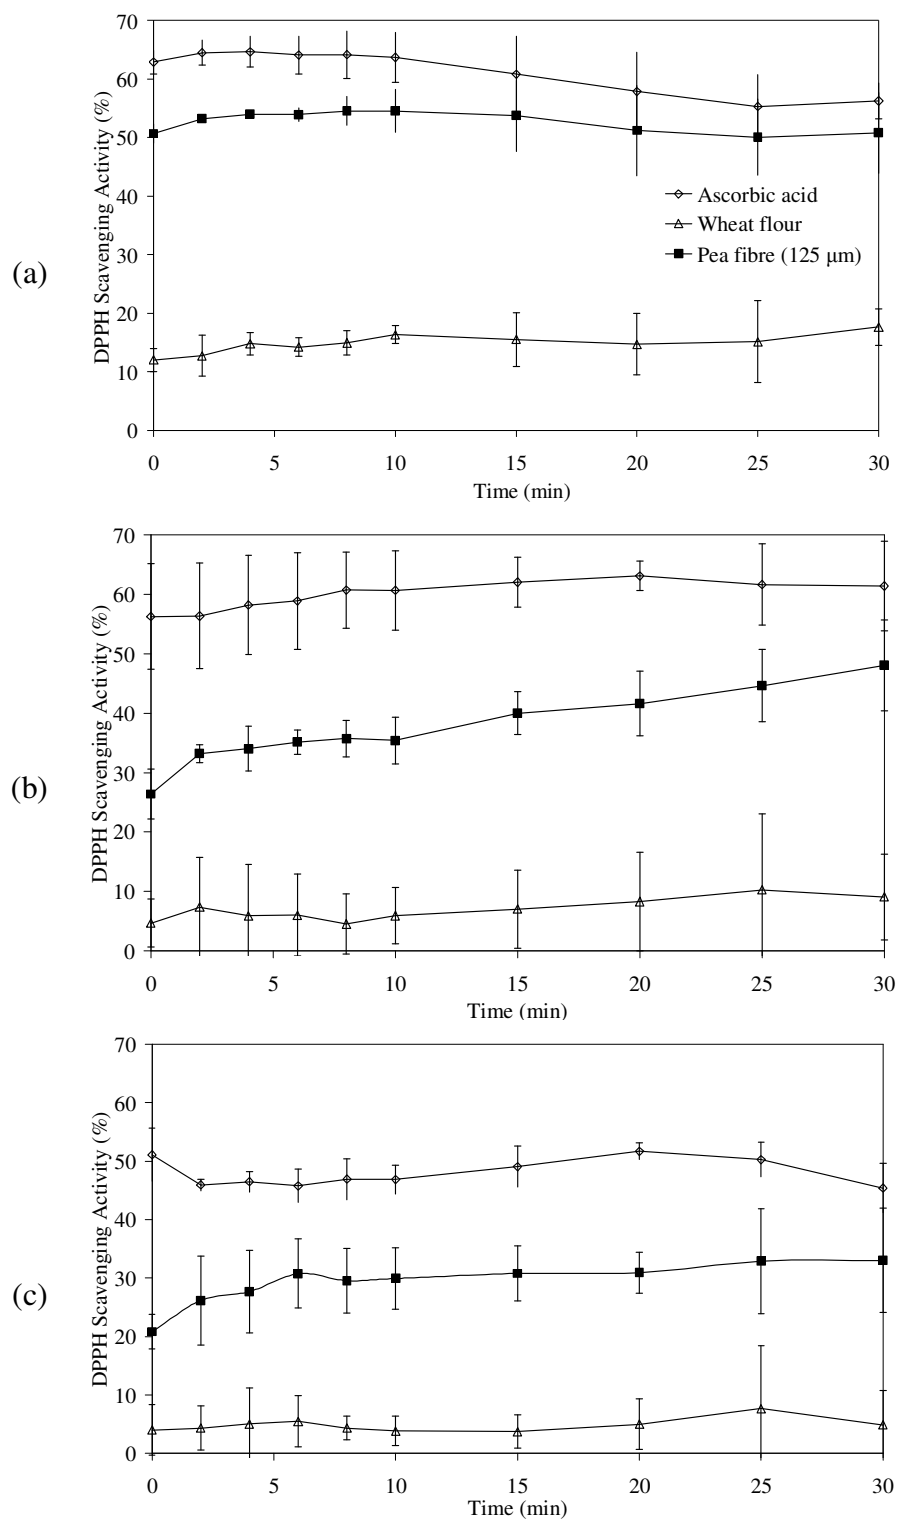 (a)
DPPH Scavenging Activity (%)
70
60
50
40
30
20
10
0
Ascorbic acid
Wheat flour
Pea fibre (125 μm)
0 5 10 15 20 25 30
Time (min)
(b)
DPPH Scavenging Activity (%)
70
60
50
40
30
20
10
0
0 5 10 15 20 25 30
Time (min)
(c)
DPPH Scavenging Activity (%)
70
60
50
40
30
20
10
0
0 5 10 15 20 25 30
Time (min)